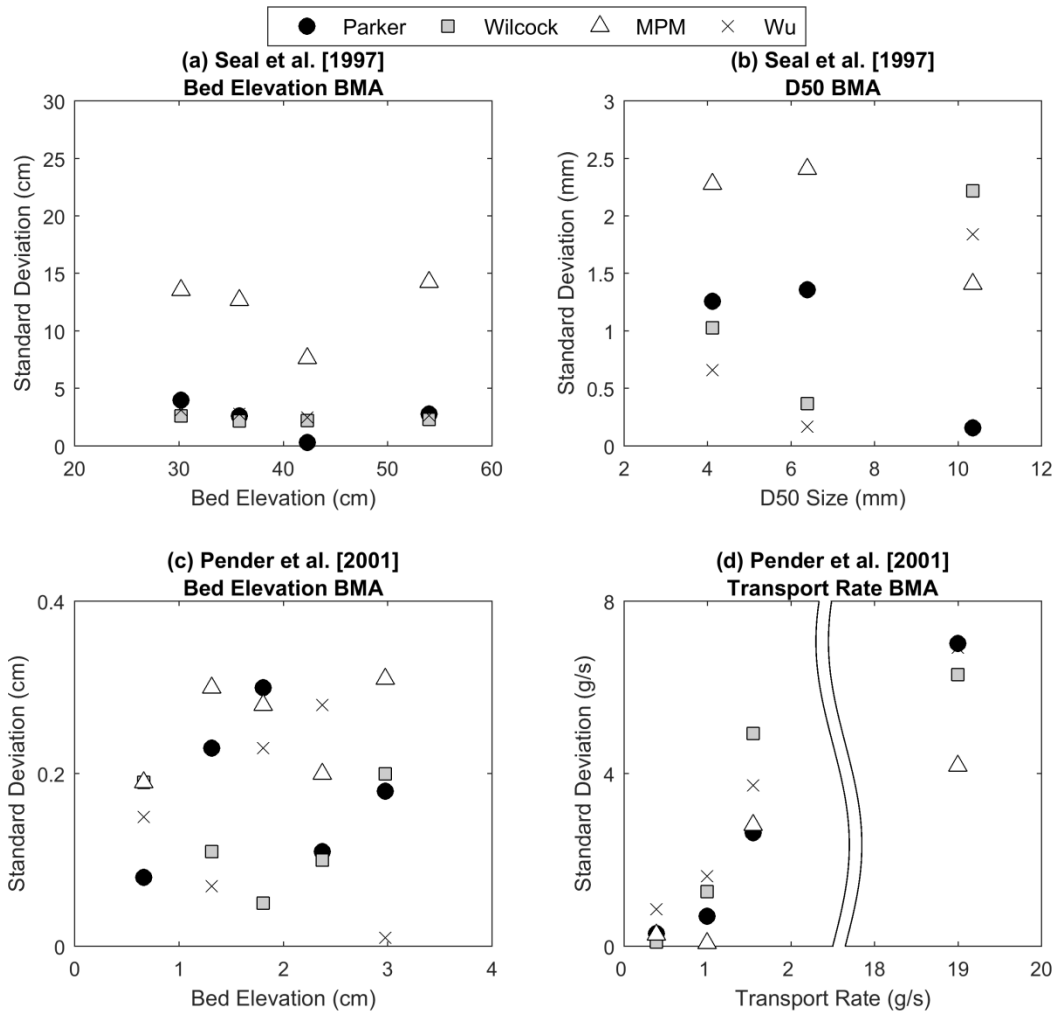 Parker Wilcock MPM Wu
(a) Seal et al. [1997]
Bed Elevation BMA
Standard Deviation (cm)
30
25
20
15
10
5
0
20 30 40 50 60
Bed Elevation (cm)
(b) Seal et al. [1997]
D50 BMA
Standard Deviation (mm)
3
2.5
2
1.5
1
0.5
0
2 4 6 8 10 12
D50 Size (mm)
(c) Pender et al. [2001]
Bed Elevation BMA
Standard Deviation (cm)
0.4
0.2
0
0 1 2 3 4
Bed Elevation (cm)
(d) Pender et al. [2001]
Transport Rate BMA
Standard Deviation (g/s)
8
4
0
0 1 2 18 19 20
Transport Rate (g/s)